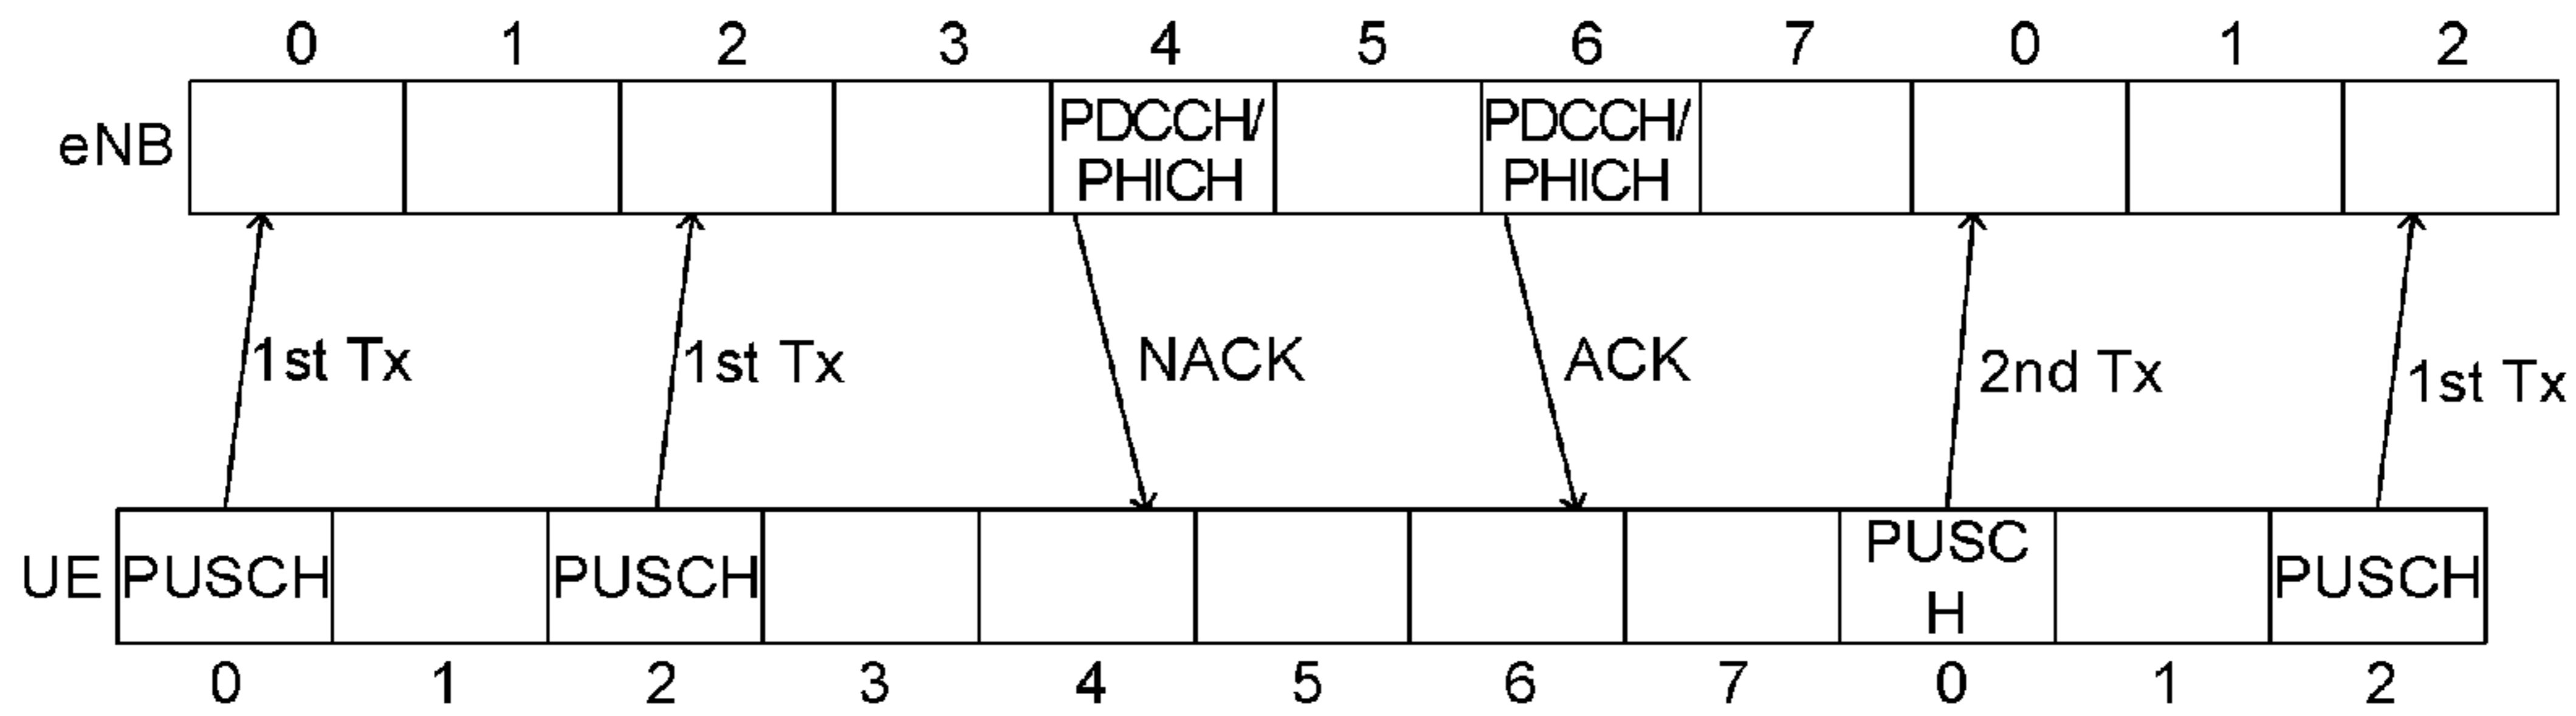 0 1 2 3 4 5 6 7 0 1 2
eNB
PDCCH/
PHICH
PDCCH/
PHICH
1st Tx
1st Tx
NACK
ACK
2nd Tx
1st Tx
UE
PUSCH
PUSCH
PUSC
H
PUSCH
0 1 2 3 4 5 6 7 0 1 2